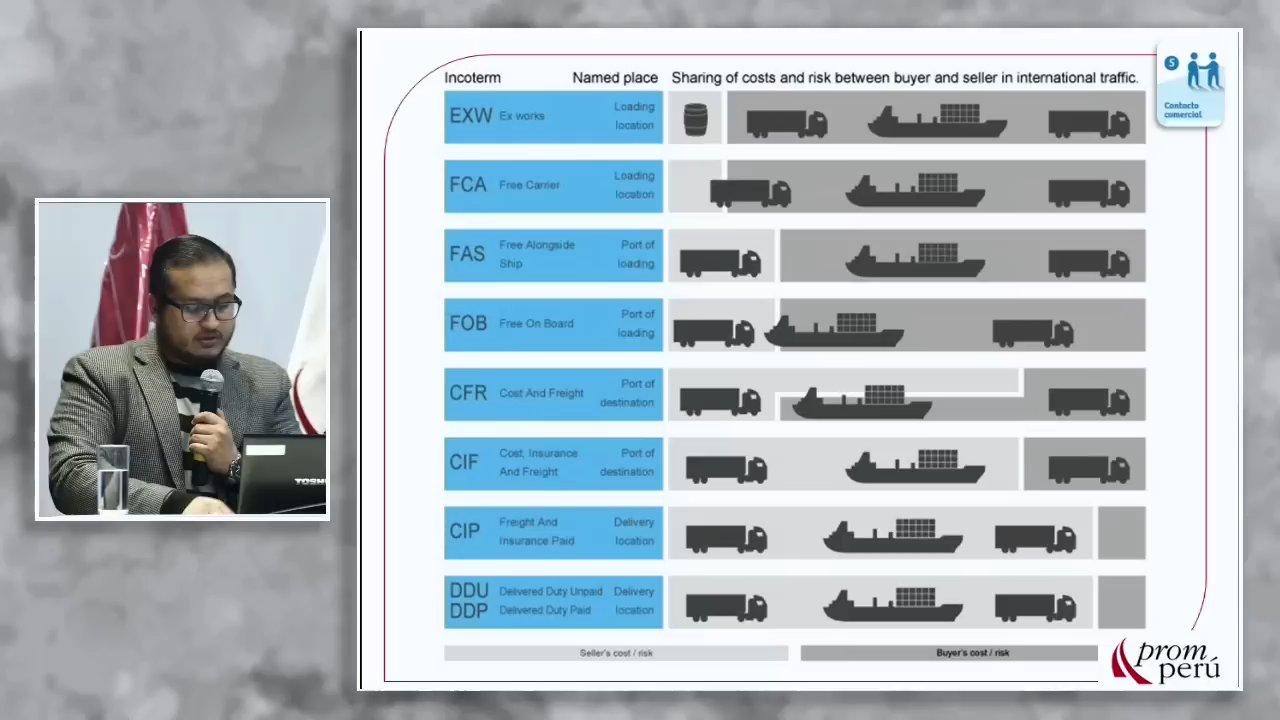 Incoterm Named place Sharing of costs and risk between buyer and seller in international traffic.
S
Contacto
comercial
EXW Ex works Loading
location
FCA Free Carrier Loading
location
FAS Free Alongside Port of
Ship loading
FOB Free On Board Port of
loading
CFR Cost And Freight Port of
destination
CIF Cost, Insurance Port of
And Freight destination
CIP Freight And Delivery
Insurance Paid location
DDU Delivered Duty Unpaid Delivery
DDP Delivered Duty Paid location
Seller's cost / risk Buyer's cost / risk
prom
perú